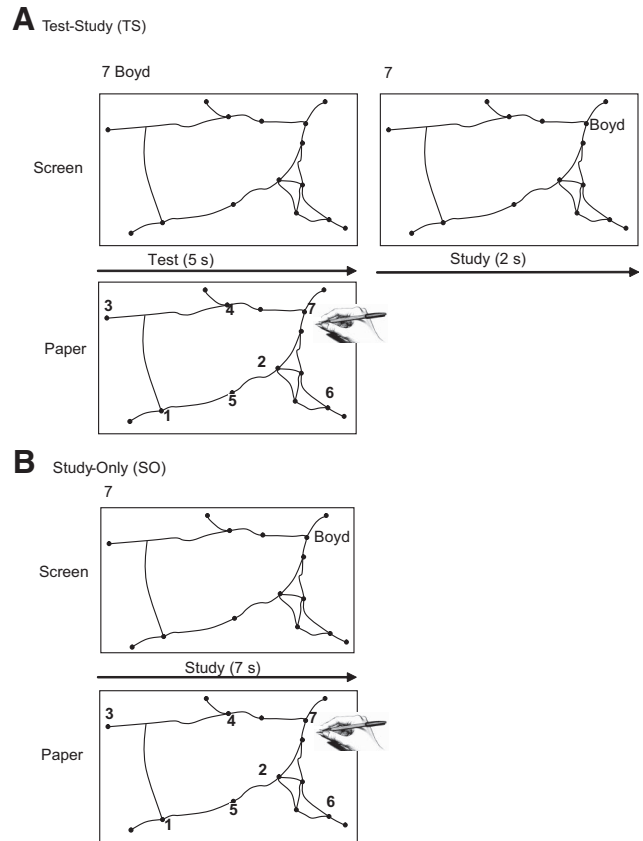 A Test-Study (TS)
7 Boyd
7
Boyd
Screen
Test (5 s)
Study (2 s)
3
4
7
Paper
2
6
5
1
B Study-Only (SO)
7
Boyd
Screen
Study (7 s)
3
4
7
Paper
2
6
5
1